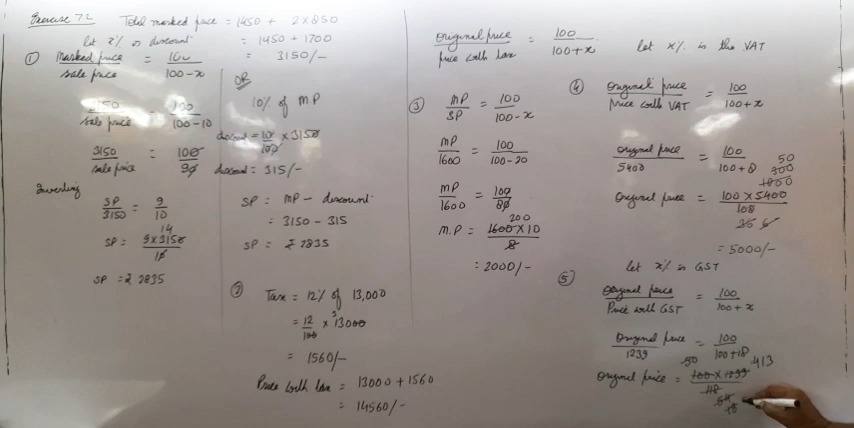 Exercise 7.2
Total marked price = 1450 + 2×850
= 1450 + 1700
= 3150/-
let x% is discount
① Marked price / sale price = 100 / 100-x
3150 / sale price = 100 / 100-10
3150 / sale price = 100 / 90
Inverting
SP / 3150 = 9 / 10
SP = 9×3150 / 10
SP = ₹ 2835
OR
10% of M.P
discount = 10/100 × 3150
discount = 315/-
SP = MP - discount
= 3150 - 315
SP = ₹ 2835
② Tax = 12% of 13,000
= 12/100 × 13000
= 1560/-
Price with tax = 13000 + 1560
= 14560/-
original price / price with tax = 100 / 100+x
③ MP / SP = 100 / 100-x
MP / 1600 = 100 / 100-20
MP / 1600 = 100 / 80
200
M.P = 1600×10 / 8
= 2000/-
let x% is the VAT
④ original price / Price with VAT = 100 / 100+x
original price / 5400 = 100 / 100+8
50
300
original price = 100×5400 / 108
= 5000/-
let x% is GST
⑤ original price / Price with GST = 100 / 100+x
original price / 1239 = 100 / 100+18
50 413
original price = 100×1239